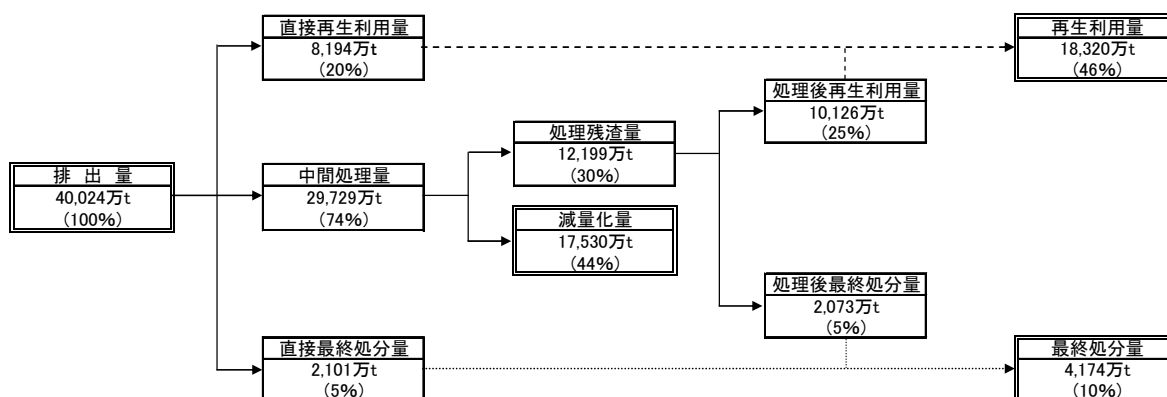 直接再生利用量
8,194万t
(20%)
再生利用量
18,320万t
(46%)
処理後再生利用量
10,126万t
(25%)
処理残渣量
12,199万t
(30%)
排 出 量
40,024万t
(100%)
中間処理量
29,729万t
(74%)
減量化量
17,530万t
(44%)
処理後最終処分量
2,073万t
(5%)
直接最終処分量
2,101万t
(5%)
最終処分量
4,174万t
(10%)